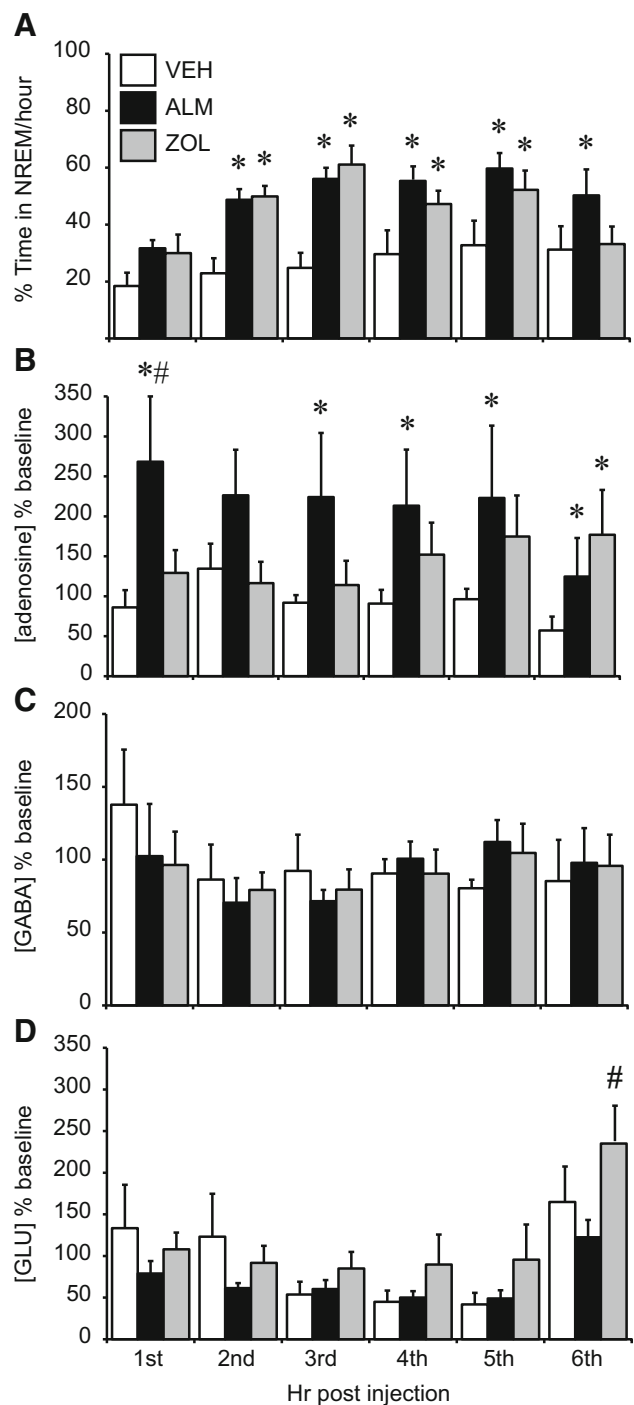 A
% Time in NREM/hour
100
80
60
40
20
VEH
ALM
ZOL
* *
* *
* *
* *
*
B
[adenosine] % baseline
350
300
250
200
150
100
50
0
*#
*
*
*
* *
C
[GABA] % baseline
200
150
100
50
0
D
[GLU] % baseline
350
300
250
200
150
100
50
0
#
1st 2nd 3rd 4th 5th 6th
Hr post injection